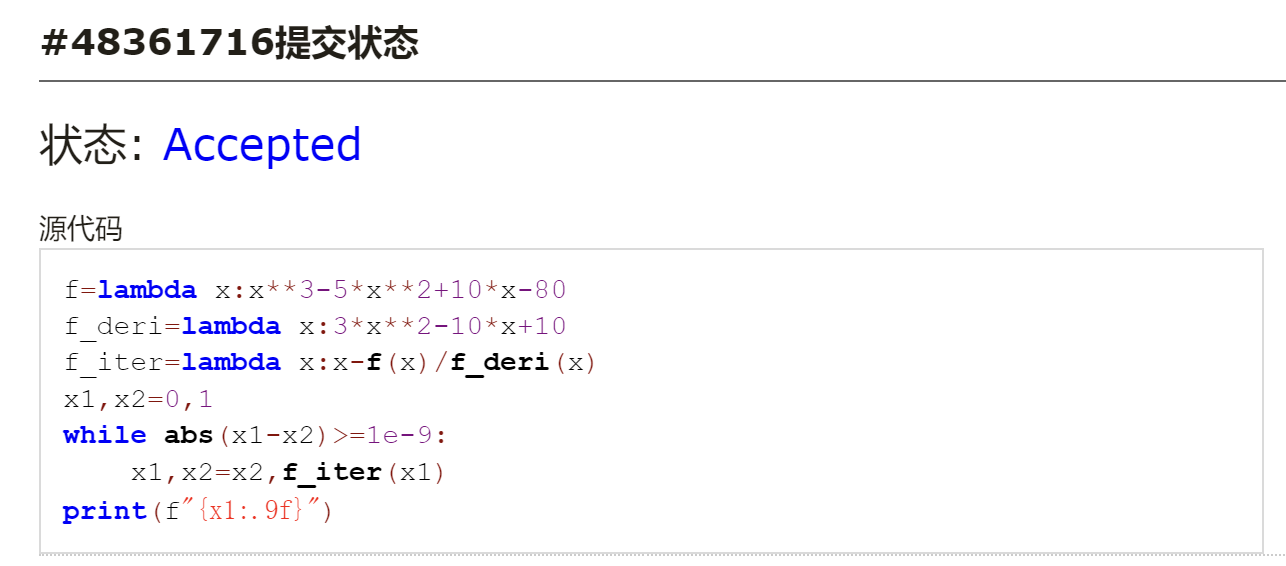 #48361716提交状态
状态: Accepted
源代码
f=lambda x:x**3-5*x**2+10*x-80
f_deri=lambda x:3*x**2-10*x+10
f_iter=lambda x:x-f(x)/f_deri(x)
x1,x2=0,1
while abs(x1-x2)>=1e-9:
    x1,x2=x2,f_iter(x1)
print(f"{x1:.9f}")